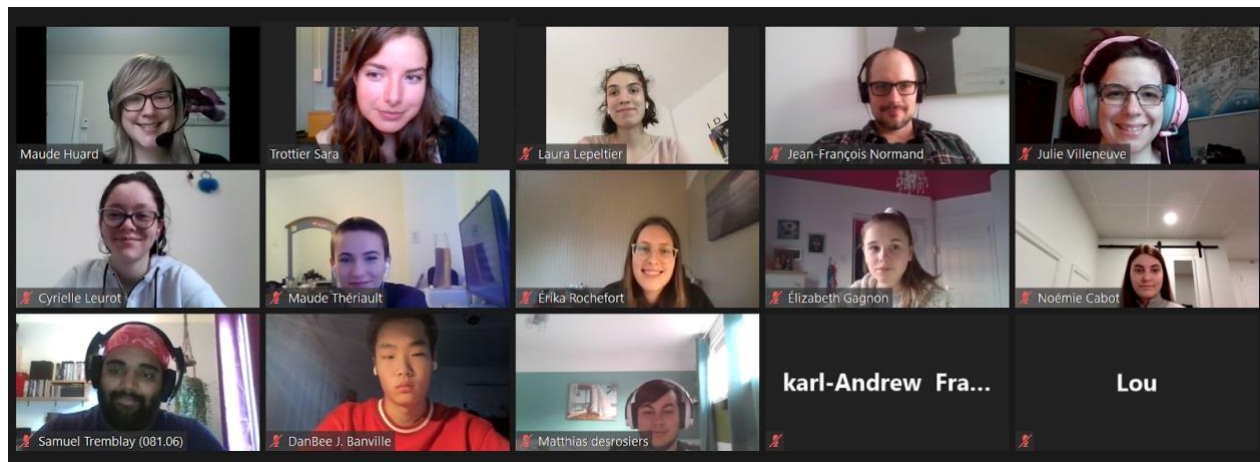 Maude Huard
Trottier Sara
Laura Lepeltier
Jean-François Normand
Julie Villeneuve
Cyrielle Leurot
Maude Thériault
Érika Rochefort
Élizabeth Gagnon
Noémie Cabot
Samuel Tremblay (081.06)
DanBee J. Banville
Matthias desrosiers
karl-Andrew Fra...
Lou